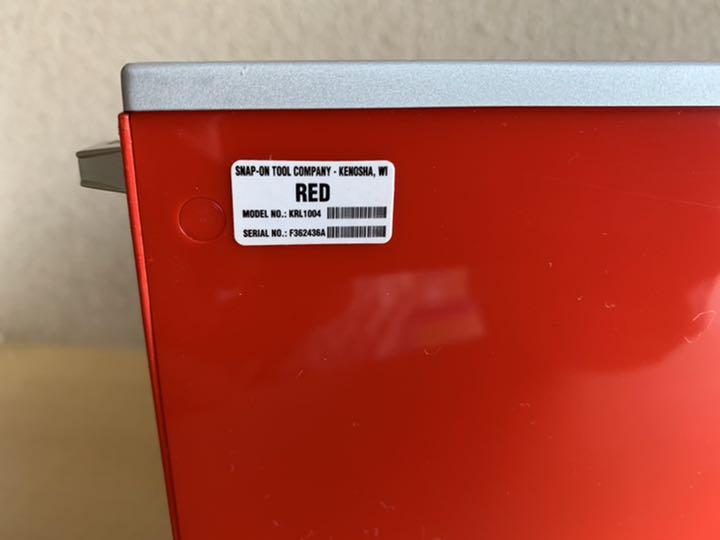 SNAP-ON TOOL COMPANY - KENOSHA, WI
RED
MODEL NO.: KRL1004
SERIAL NO.: F362436A